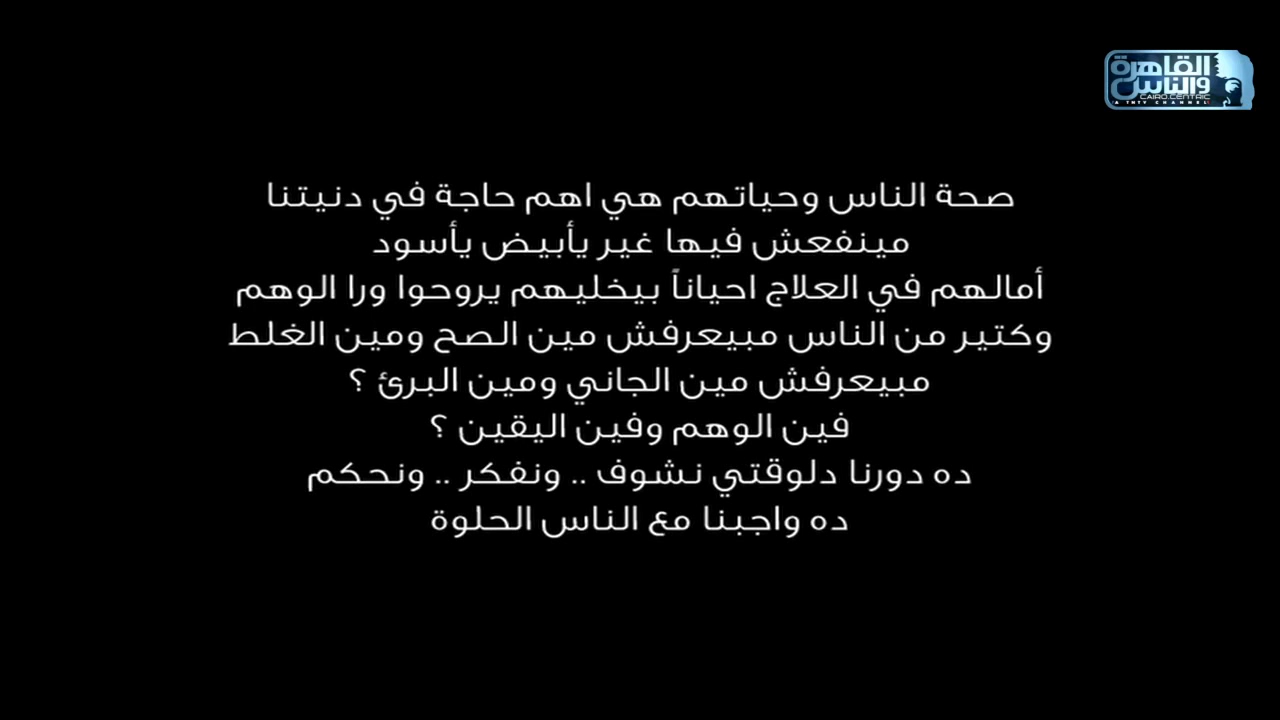 القاهرة
والناس
CAIRO.CENTRIC
A TNTV CHANNEL
صحة الناس وحياتهم هي اهم حاجة في دنيتنا
مينفعش فيها غير يأبيض يأسود
أمالهم في العلاج احياناً بيخليهم يروحوا ورا الوهم
وكتير من الناس مبيعرفش مين الصح ومين الغلط
مبيعرفش مين الجاني ومين البرئ ؟
فين الوهم وفين اليقين ؟
ده دورنا دلوقتي نشوف .. ونفكر .. ونحكم
ده واجبنا مع الناس الحلوة